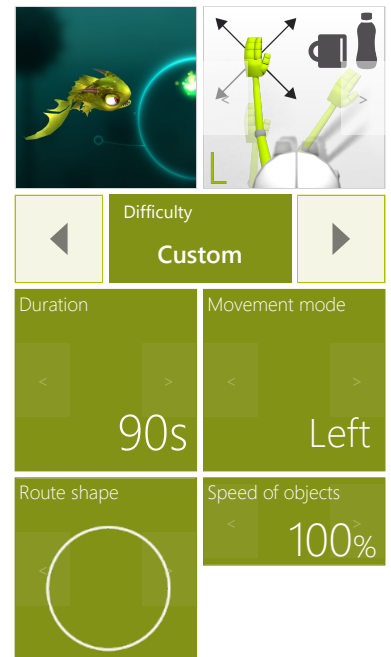 L
Difficulty
Custom
Duration
Movement mode
< >
< >
90s
Left
Route shape
Speed of objects
< >
100%
< >